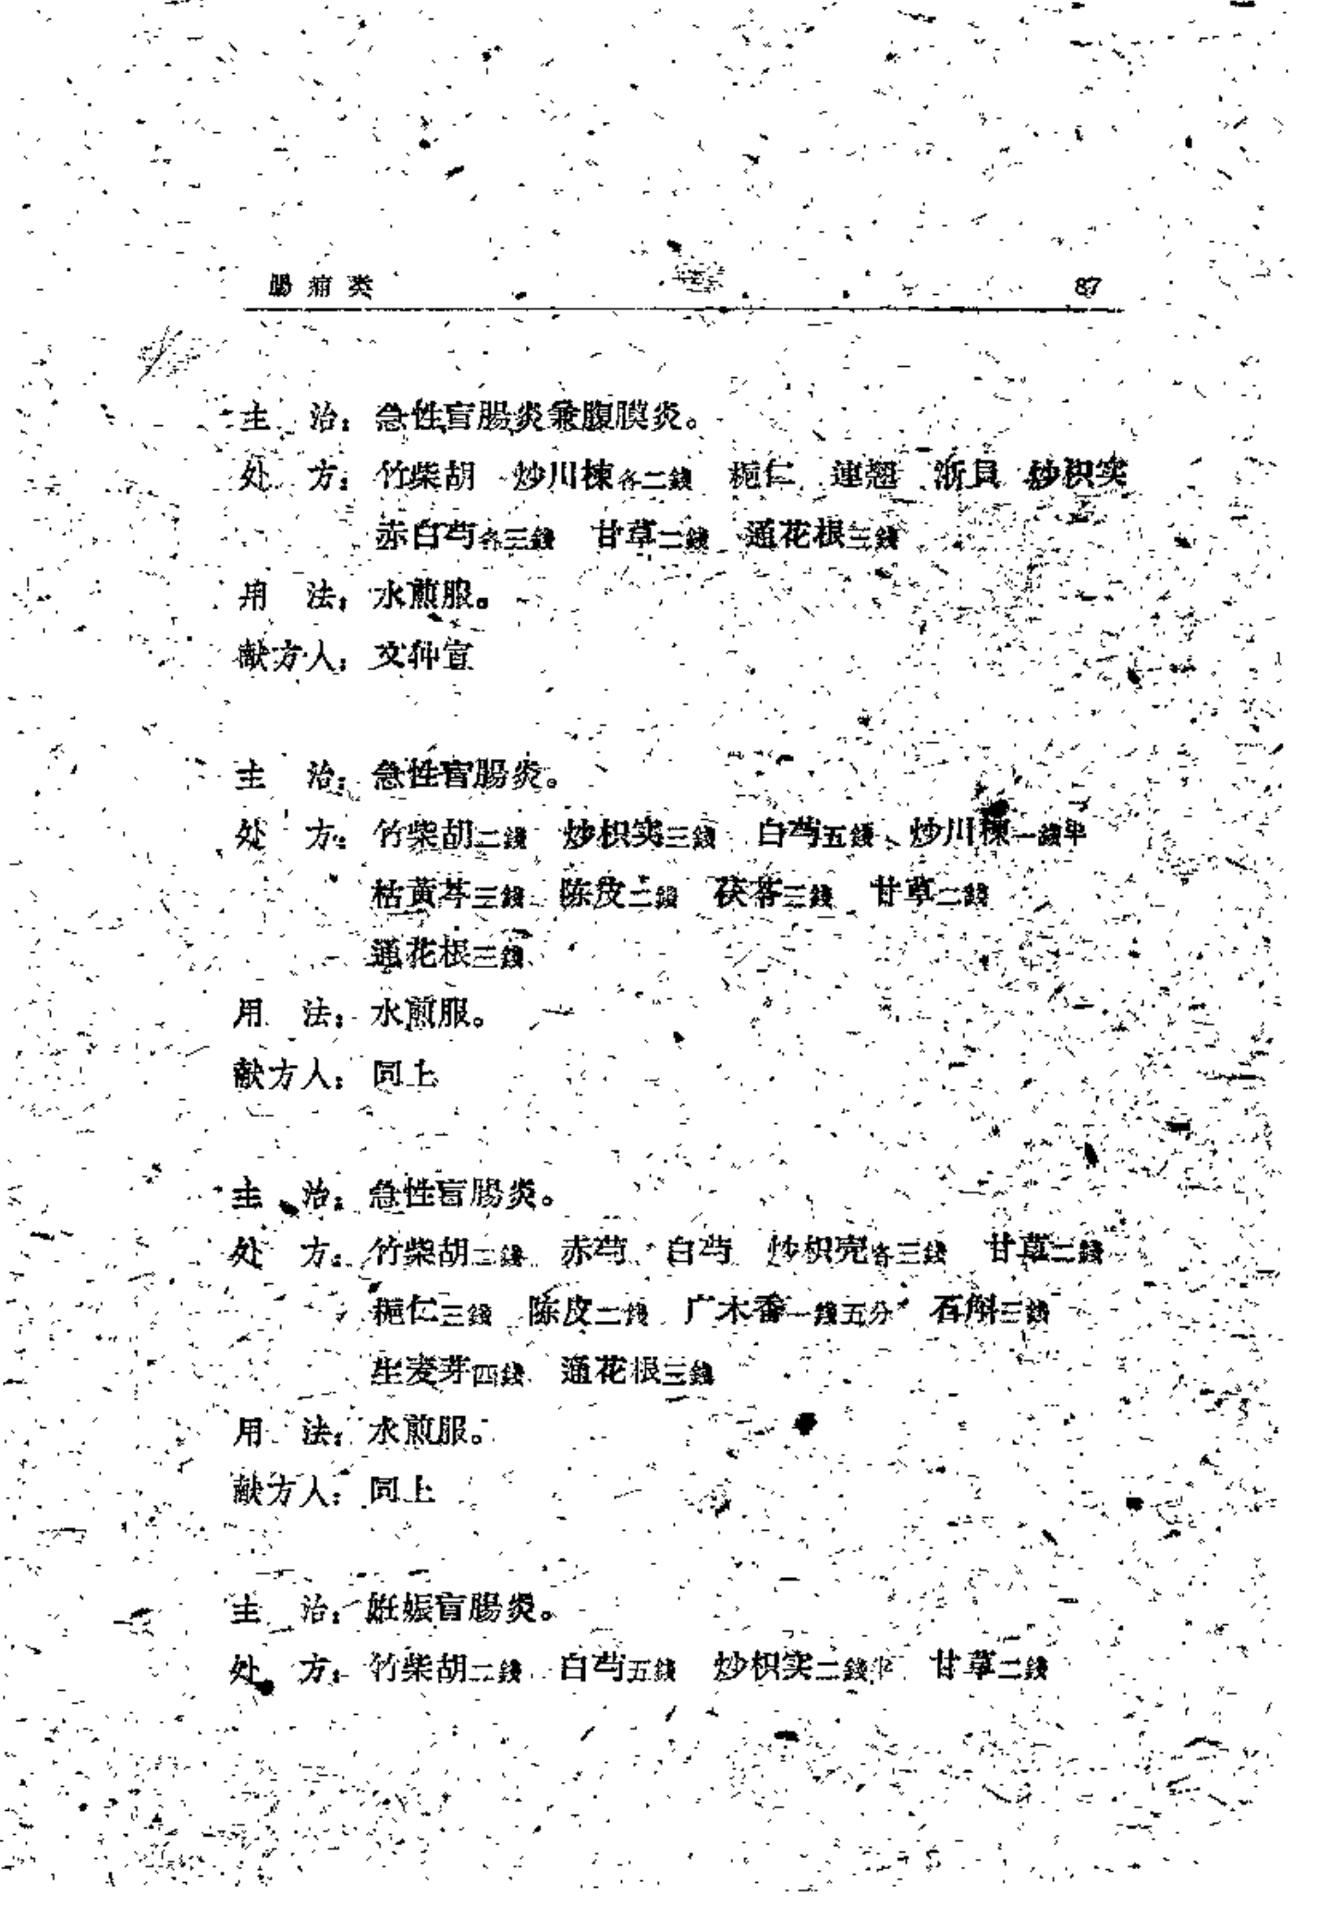 腸痈类 87
主　治：急性盲腸炎兼腹膜炎。
处　方：竹柴胡 炒川楝各二錢 梔仁 連翘 浙貝 炒枳实
赤白芍各三錢 甘草二錢 通花根三錢
用　法：水煎服。
献方人：文仲宣
主　治：急性盲腸炎。
处　方：竹柴胡二錢 炒枳实三錢 白芍五錢 炒川楝一錢半
枯黃芩三錢 陈皮二錢 茯苓三錢 甘草二錢
通花根三錢
用　法：水煎服。
献方人：同上
主　治：急性盲腸炎。
处　方：竹柴胡二錢 赤芍 白芍 炒枳壳各三錢 甘草二錢
梔仁三錢 陈皮二錢 广木香一錢五分 石斛三錢
生麦芽四錢 通花根三錢
用　法：水煎服。
献方人：同上
主　治：妊娠盲腸炎。
处　方：竹柴胡二錢 白芍五錢 炒枳实二錢半 甘草二錢